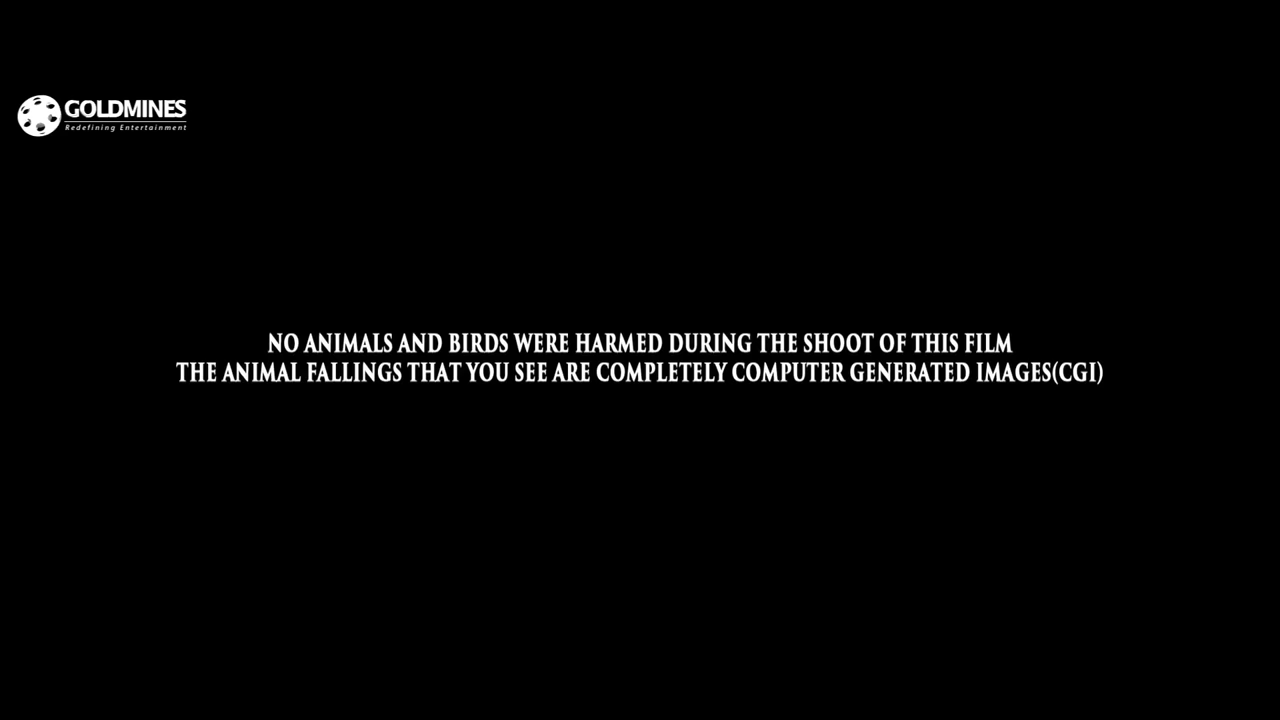 GOLDMINES
Redefining Entertainment
NO ANIMALS AND BIRDS WERE HARMED DURING THE SHOOT OF THIS FILM
THE ANIMAL FALLINGS THAT YOU SEE ARE COMPLETELY COMPUTER GENERATED IMAGES(CGI)